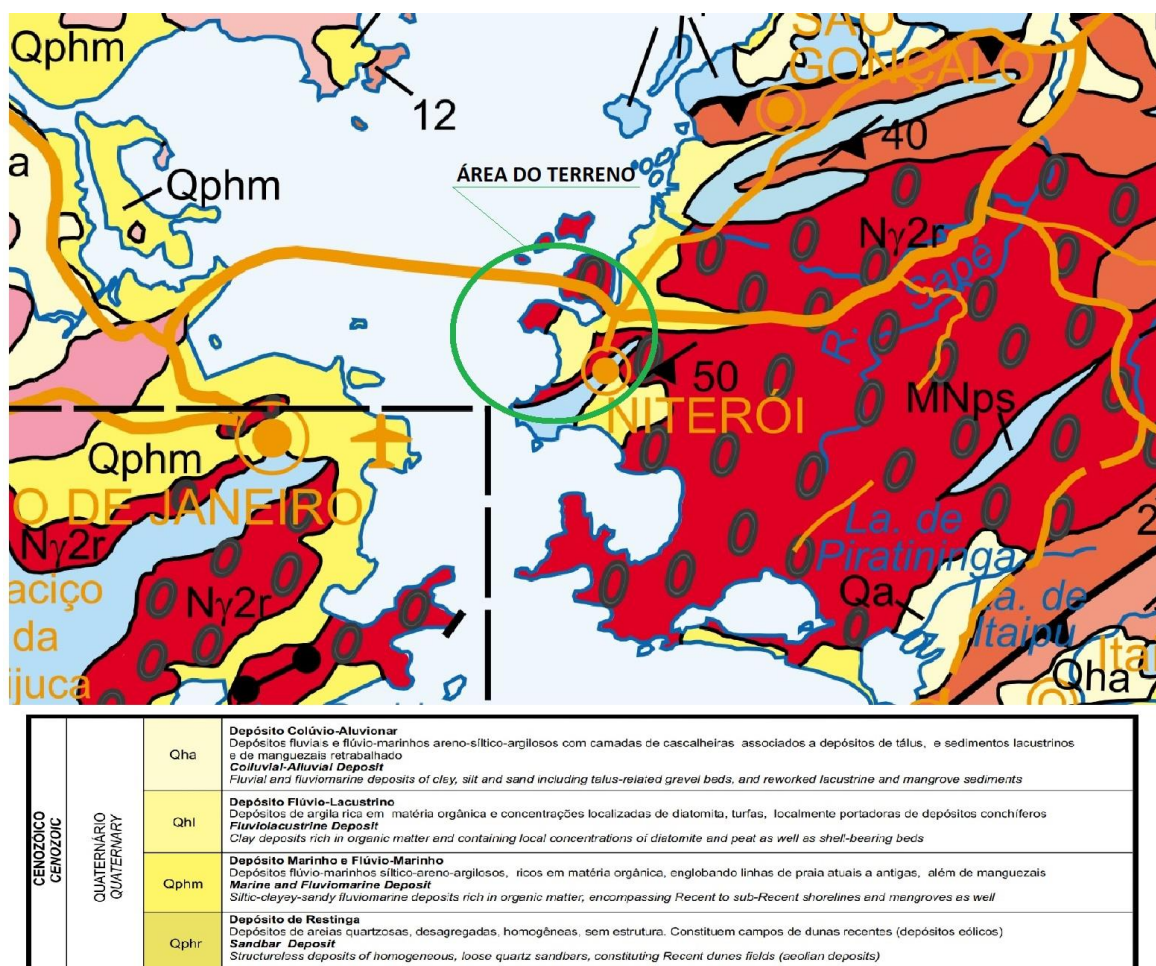 Qphm
12
SÃO
GONÇALO
40
a
Qphm
ÁREA DO TERRENO
Nγ2r
R. Sapé
50
NITERÓI
MNps
Qphm
O DE JANEIRO
Nγ2r
Nγ2r
aciço
da
ijuca
La. de
Piratininga
Qa
La. de
Itaipu
2
Itai
Qha
CENOZÓICO
CENOZOIC
QUATERNÁRIO
QUATERNARY
Qha
Depósito Colúvio-Aluvionar
Depósitos fluviais e flúvio-marinhos areno-síltico-argilosos com camadas de cascalheiras associados a depósitos de tálus, e sedimentos lacustrinos
e de manguezais retrabalhado
Colluvial-Alluvial Deposit
Fluvial and fluviomarine deposits of clay, silt and sand including talus-related gravel beds, and reworked lacustrine and mangrove sediments
Qhl
Depósito Flúvio-Lacustrino
Depósitos de argila rica em matéria orgânica e concentrações localizadas de diatomita, turfas, localmente portadoras de depósitos conchíferos
Fluviolacustrine Deposit
Clay deposits rich in organic matter and containing local concentrations of diatomite and peat as well as shell-bearing beds
Qphm
Depósito Marinho e Flúvio-Marinho
Depósitos flúvio-marinhos síltico-areno-argilosos, ricos em matéria orgânica, englobando linhas de praia atuais a antigas, além de manguezais
Marine and Fluviomarine Deposit
Siltic-clayey-sandy fluviomarine deposits rich in organic matter, encompassing Recent to sub-Recent shorelines and mangroves as well
Qphr
Depósito de Restinga
Depósitos de areias quartzosas, desagregadas, homogêneas, sem estrutura. Constituem campos de dunas recentes (depósitos eólicos)
Sandbar Deposit
Structureless deposits of homogeneous, loose quartz sandbars, constituting Recent dunes fields (aeolian deposits)